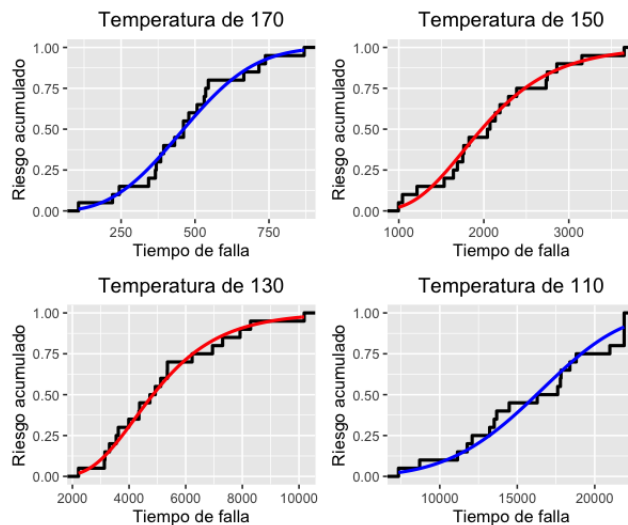 Temperatura de 170
Riesgo acumulado
1.00
0.75
0.50
0.25
0.00
250
500
750
Tiempo de falla
Temperatura de 150
Riesgo acumulado
1.00
0.75
0.50
0.25
0.00
1000
2000
3000
Tiempo de falla
Temperatura de 130
Riesgo acumulado
1.00
0.75
0.50
0.25
0.00
2000
4000
6000
8000
10000
Tiempo de falla
Temperatura de 110
Riesgo acumulado
1.00
0.75
0.50
0.25
0.00
10000
15000
20000
Tiempo de falla